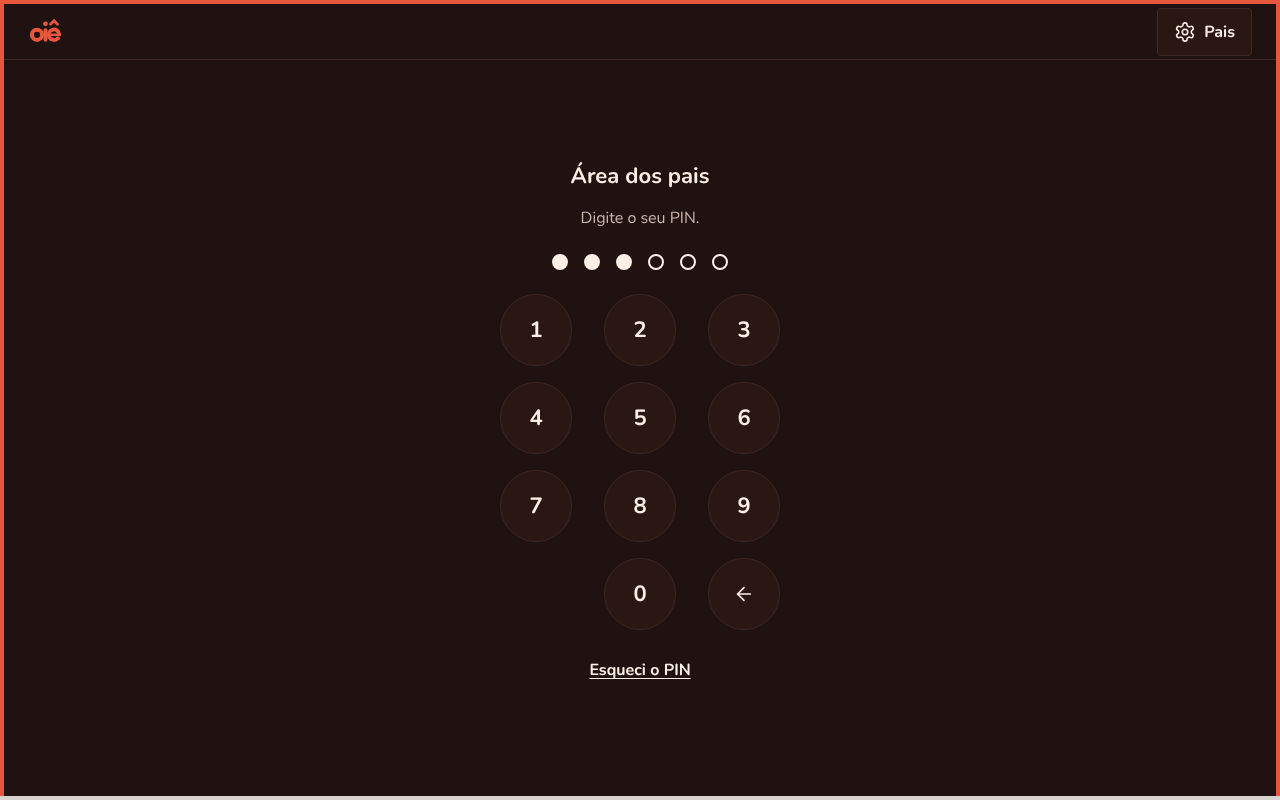 oiê
Pais
Área dos pais
Digite o seu PIN.
1 2 3
4 5 6
7 8 9
0
Esqueci o PIN